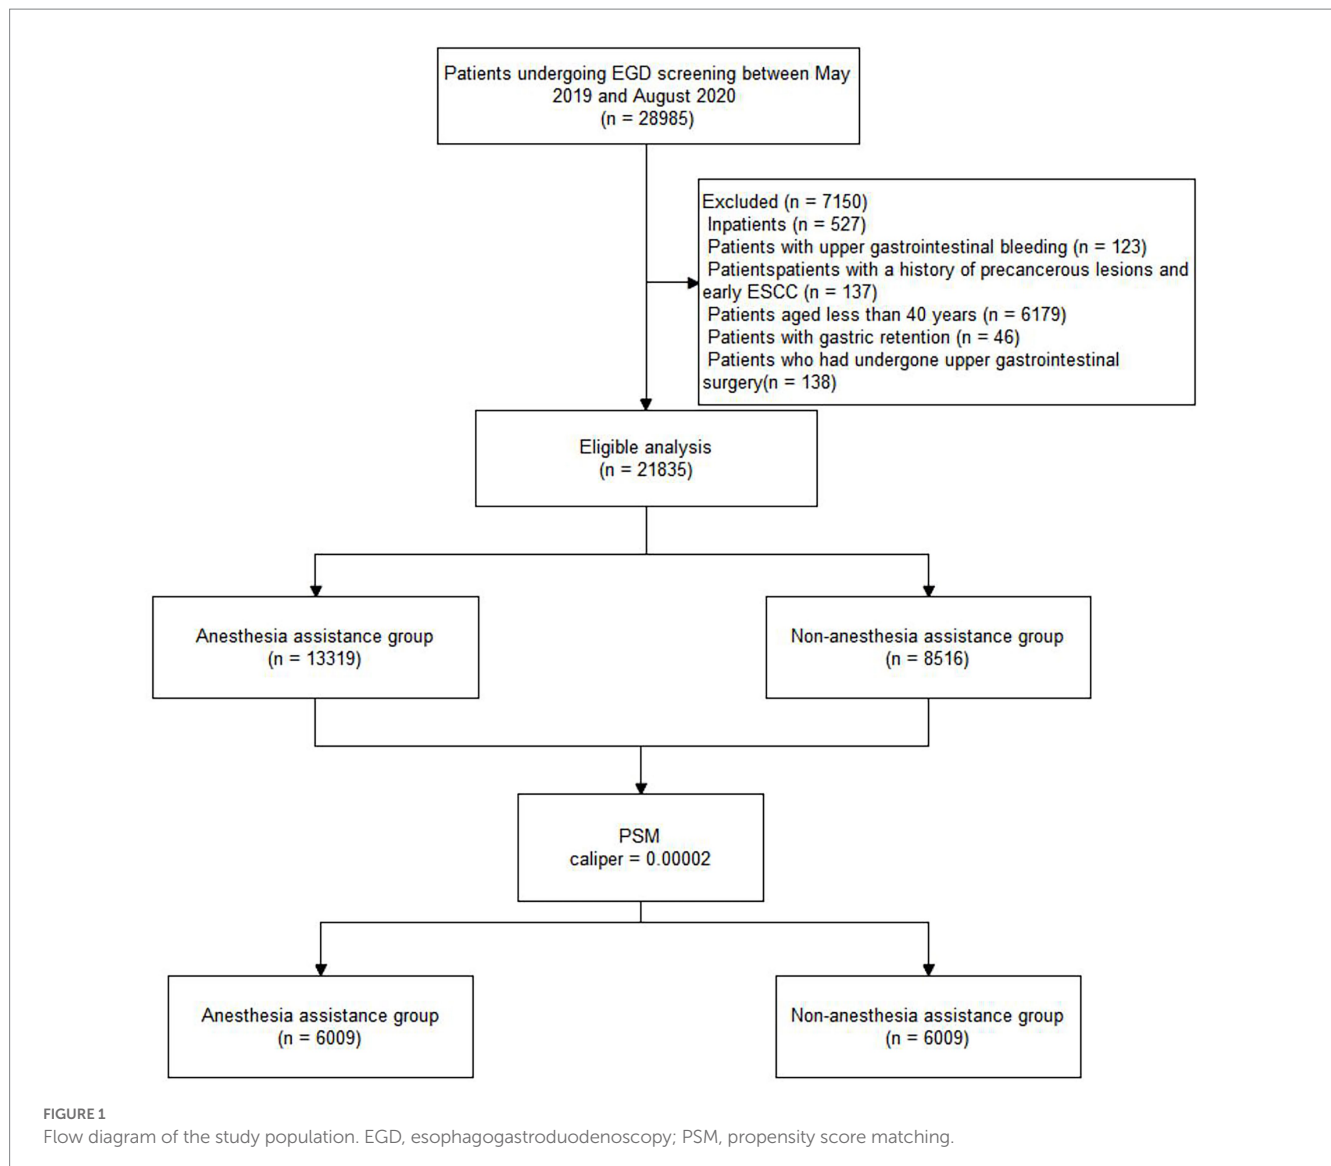 Patients undergoing EGD screening between May
2019 and August 2020
(n = 28985)
Excluded (n = 7150)
Inpatients (n = 527)
Patients with upper gastrointestinal bleeding (n = 123)
Patientspatients with a history of precancerous lesions and
early ESCC (n = 137)
Patients aged less than 40 years (n = 6179)
Patients with gastric retention (n = 46)
Patients who had undergone upper gastrointestinal
surgery(n = 138)
Eligible analysis
(n = 21835)
Anesthesia assistance group
(n = 13319)
Non-anesthesia assistance group
(n = 8516)
PSM
caliper = 0.00002
Anesthesia assistance group
(n = 6009)
Non-anesthesia assistance group
(n = 6009)
FIGURE 1
Flow diagram of the study population. EGD, esophagogastroduodenoscopy; PSM, propensity score matching.